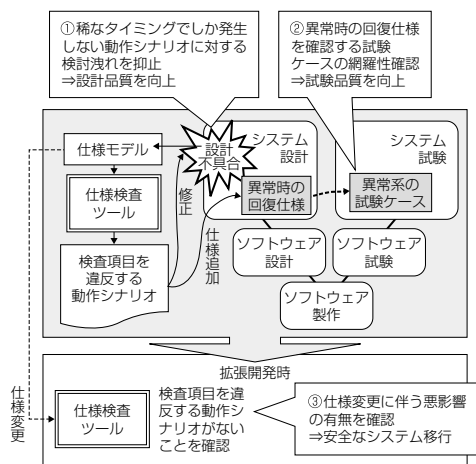 ①稀なタイミングでしか発生
しない動作シナリオに対する
検討洩れを抑止
⇒設計品質を向上
②異常時の回復仕様
を確認する試験
ケースの網羅性確認
⇒試験品質を向上
仕様モデル
設計
不具合
システム
設計
システム
試験
仕様検査
ツール
修正
異常時の
回復仕様
異常系の
試験ケース
検査項目を
違反する
動作シナリオ
仕様追加
ソフトウェア
設計
ソフトウェア
試験
ソフトウェア
製作
拡張開発時
仕様変更
仕様検査
ツール
検査項目を違
反する動作シ
ナリオがない
ことを確認
③仕様変更に伴う悪影響
の有無を確認
⇒安全なシステム移行